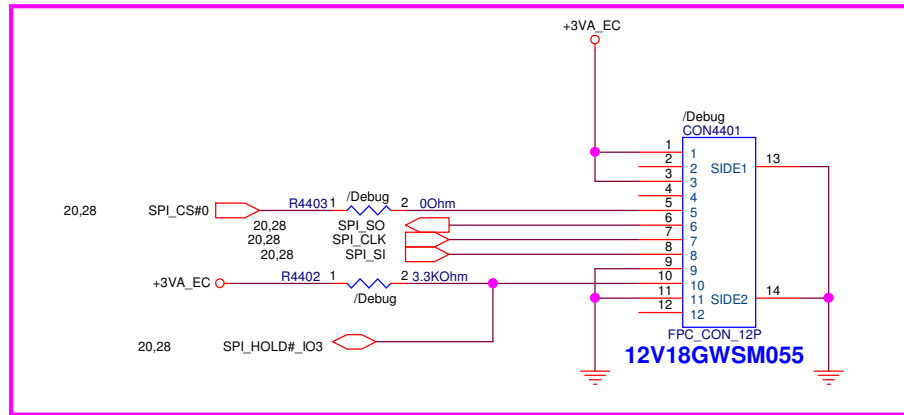 +3VA_EC
/Debug
CON4401
1 1
2 2 SIDE1 13
3 3
4 4
20,28 SPI_CS#0 R4403 1 /Debug 2 0Ohm 5 5
20,28 SPI_SO 6 6
20,28 SPI_CLK 7 7
20,28 SPI_SI 8 8
9 9
+3VA_EC R4402 1 2 3.3KOhm 10 10
/Debug
11 11 SIDE2 14
12 12
FPC_CON_12P
20,28 SPI_HOLD#_IO3
12V18GWSM055